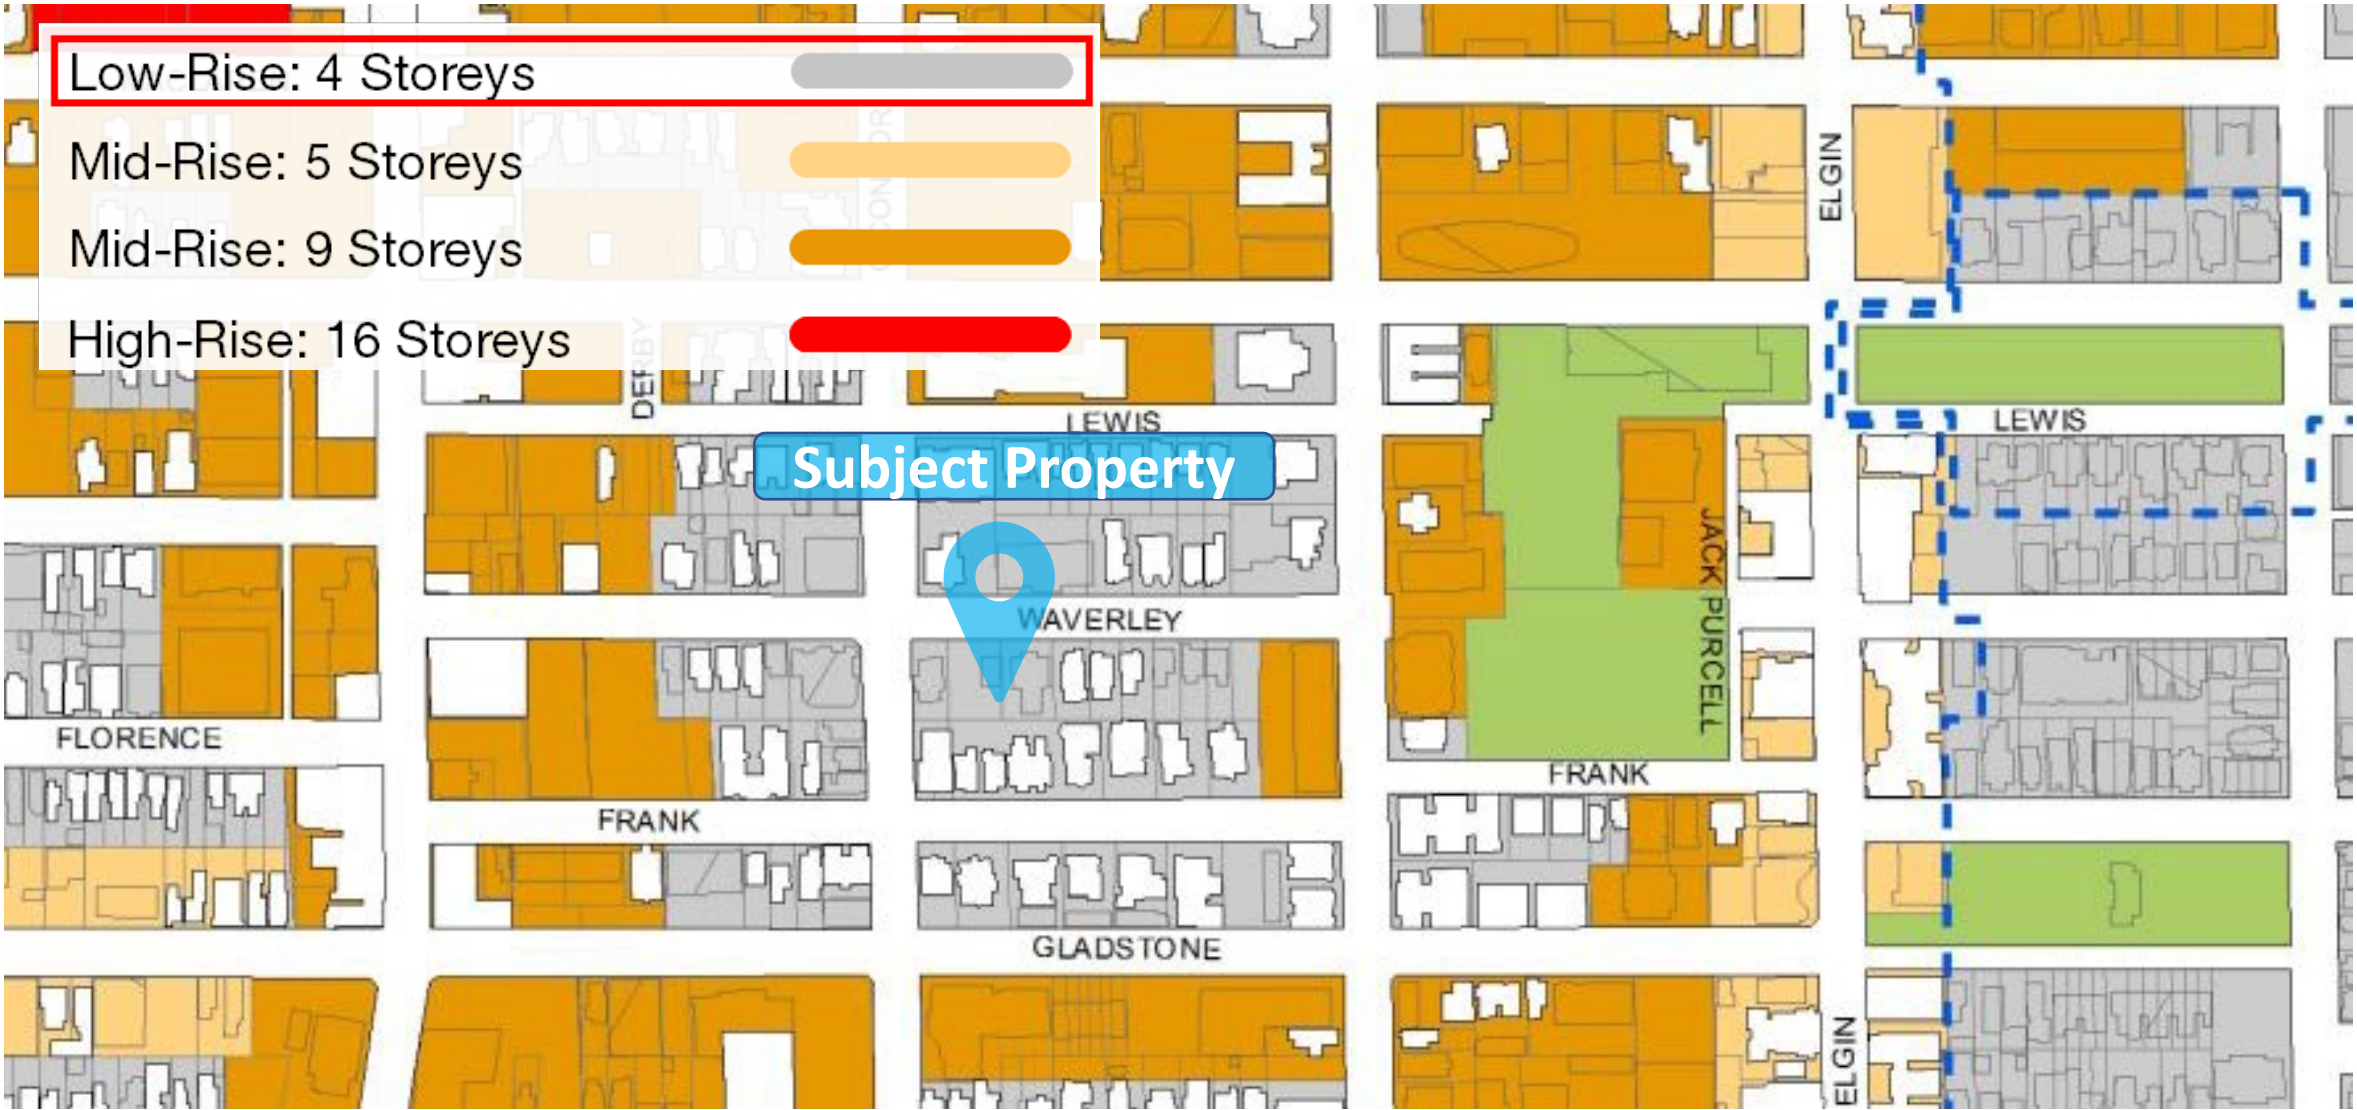 Low-Rise: 4 Storeys
Mid-Rise: 5 Storeys
Mid-Rise: 9 Storeys
High-Rise: 16 Storeys
ELGIN
DERBY
LEWIS
LEWIS
Subject Property
JACK PURCELL
WAVERLEY
FLORENCE
FRANK
FRANK
GLADSTONE
ELGIN